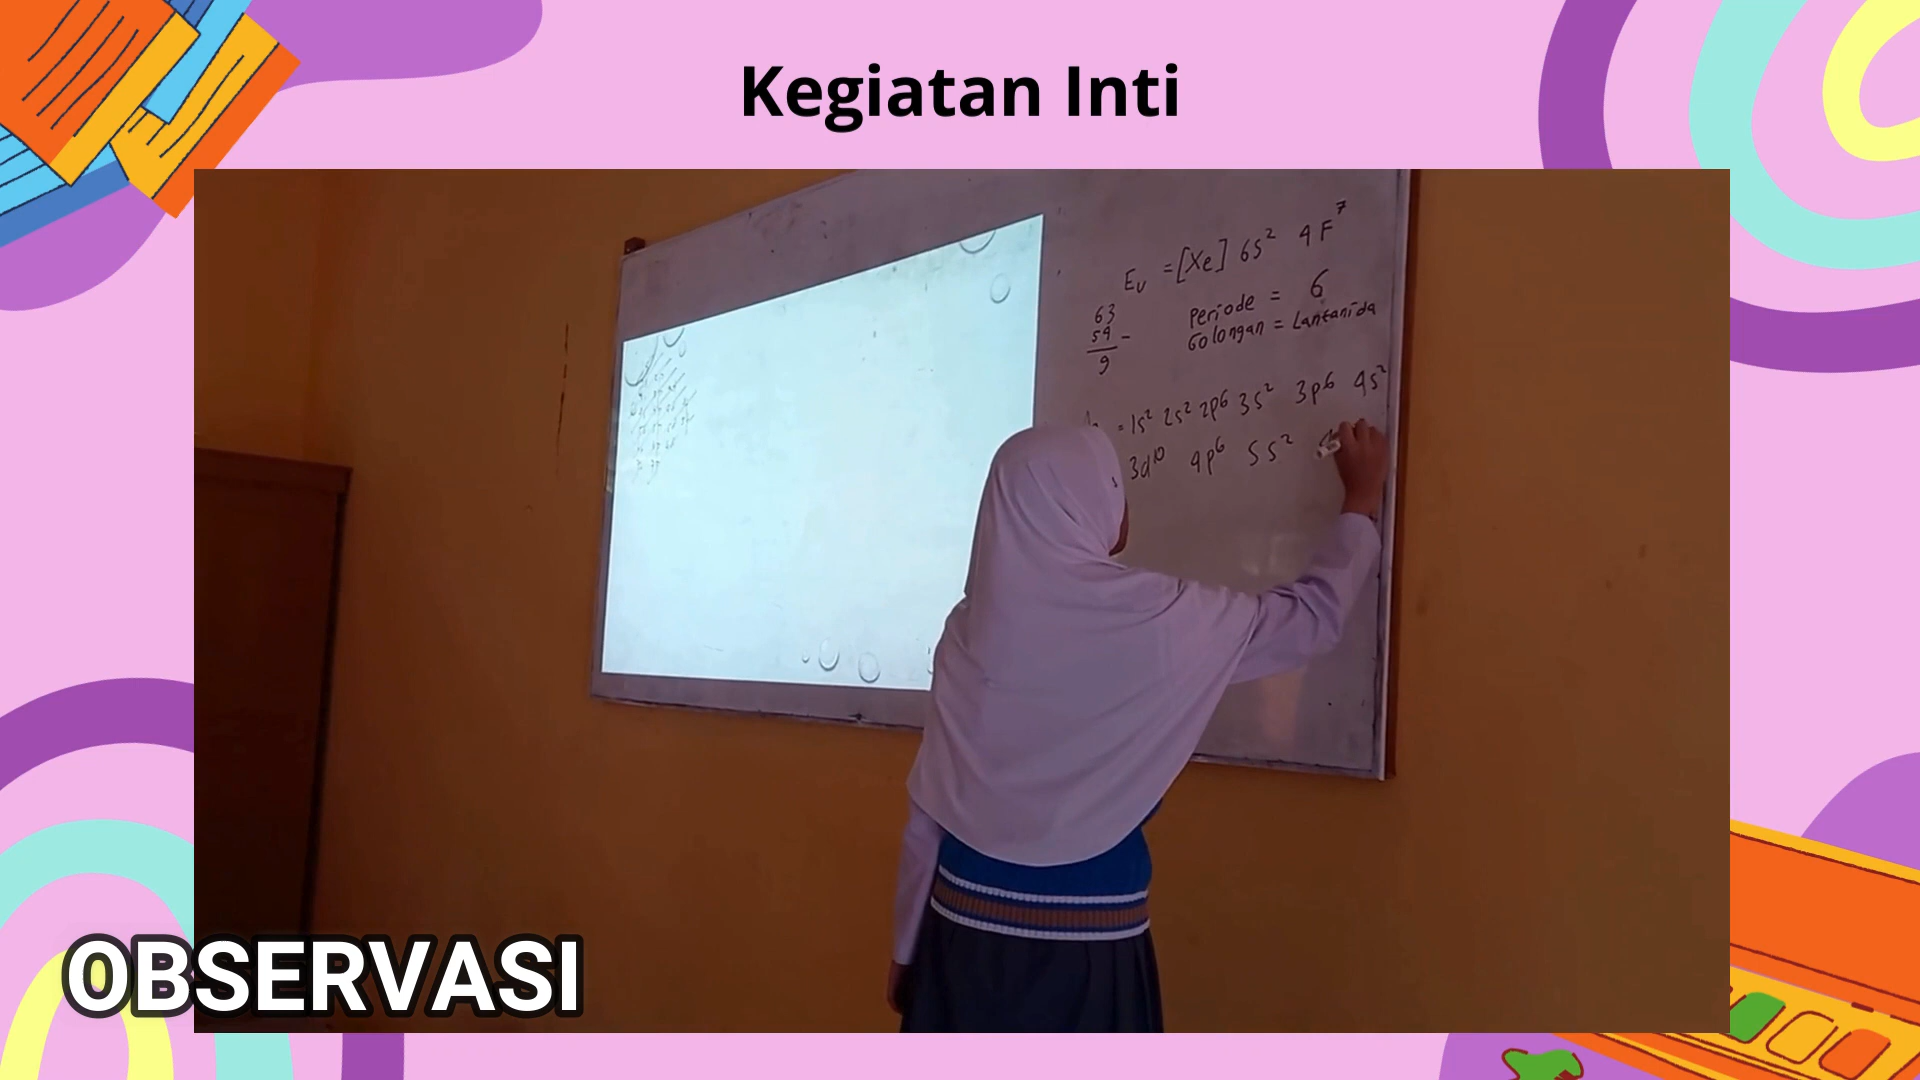 Kegiatan Inti
Eu = [Xe] 6s² 4F⁷
63
54 -
9
Periode = 6
Golongan = Lantanida
= 1s² 2s² 2p⁶ 3s² 3p⁶ 4s²
3d¹⁰ 4p⁶ 5s²
OBSERVASI